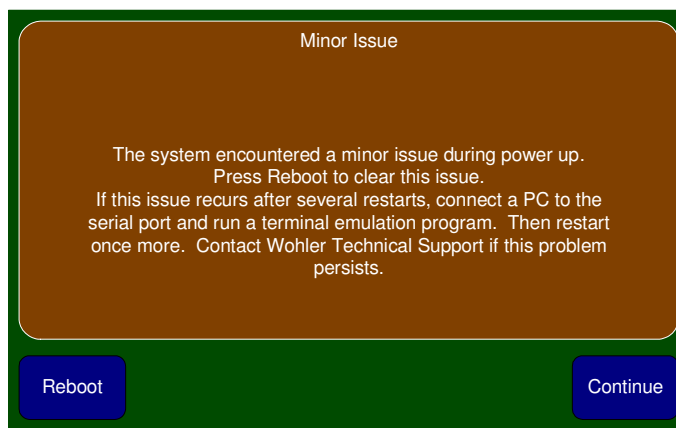 Minor Issue
The system encountered a minor issue during power up.
Press Reboot to clear this issue.
If this issue recurs after several restarts, connect a PC to the
serial port and run a terminal emulation program.  Then restart
once more.  Contact Wohler Technical Support if this problem
persists.
Reboot
Continue